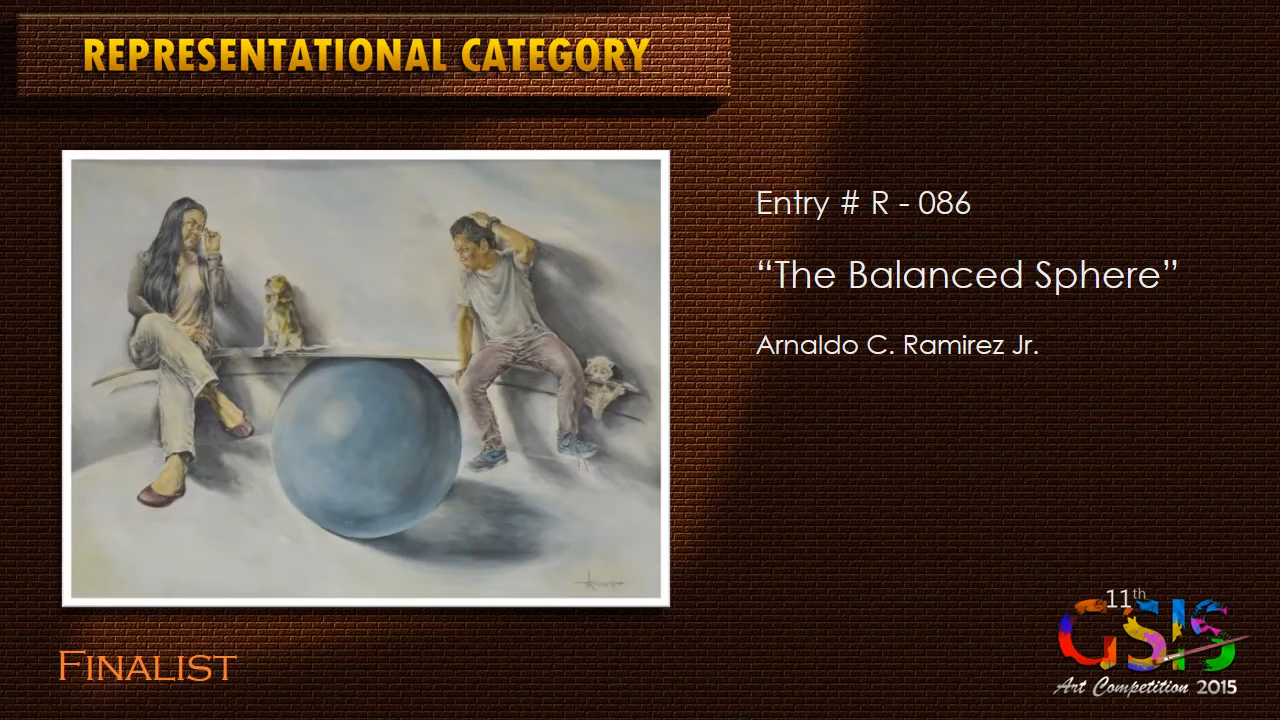 REPRESENTATIONAL CATEGORY
Entry # R - 086
“The Balanced Sphere”
Arnaldo C. Ramirez Jr.
FINALIST
11th
GSIS
Art Competition 2015